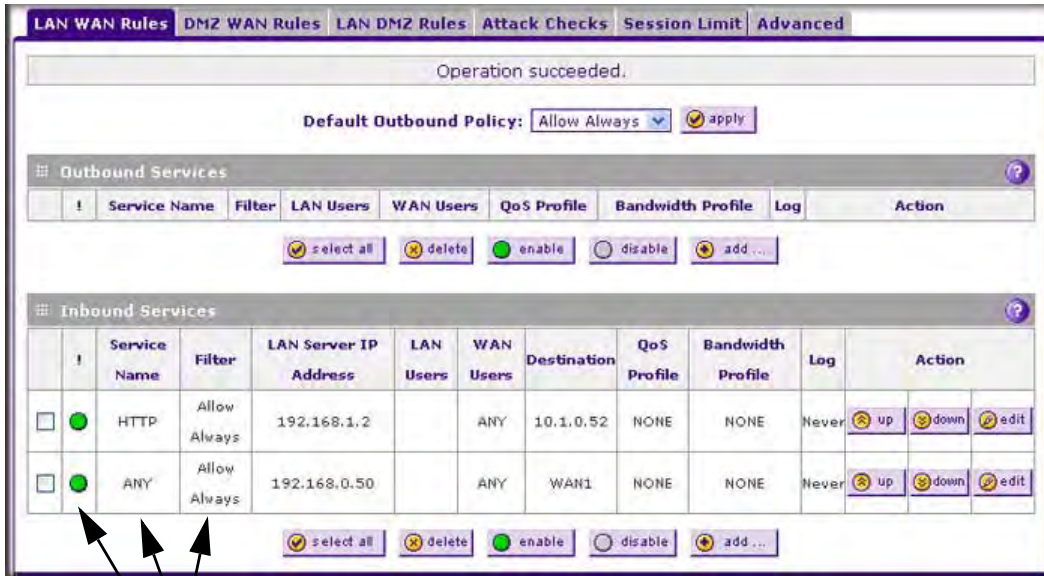 LAN WAN Rules DMZ WAN Rules LAN DMZ Rules Attack Checks Session Limit Advanced
Operation succeeded.
Default Outbound Policy: Allow Always apply
Outbound Services ?
! Service Name Filter LAN Users WAN Users QoS Profile Bandwidth Profile Log Action
select all delete enable disable add ...
Inbound Services ?
! Service Name Filter LAN Server IP Address LAN Users WAN Users Destination QoS Profile Bandwidth Profile Log Action
HTTP Allow Always 192.168.1.2 ANY 10.1.0.52 NONE NONE Never up down edit
ANY Allow Always 192.168.0.50 ANY WAN1 NONE NONE Never up down edit
select all delete enable disable add ...